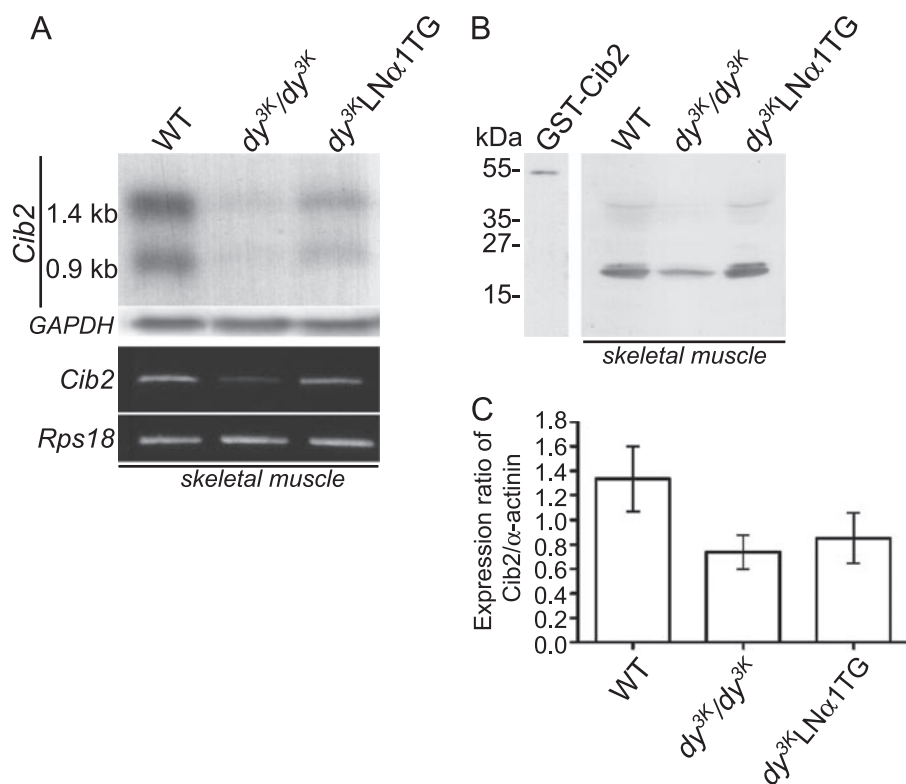 A
WT
dy3K/dy3K
dy3KLNα1TG
Cib2
1.4 kb
0.9 kb
GAPDH
Cib2
Rps18
skeletal muscle
B
kDa
GST-Cib2
WT
dy3K/dy3K
dy3KLNα1TG
55-
35-
27-
15-
skeletal muscle
C
Expression ratio of
Cib2/α-actinin
1.8
1.6
1.4
1.2
1.0
0.8
0.6
0.4
0.2
0.0
WT
dy3K/dy3K
dy3KLNα1TG